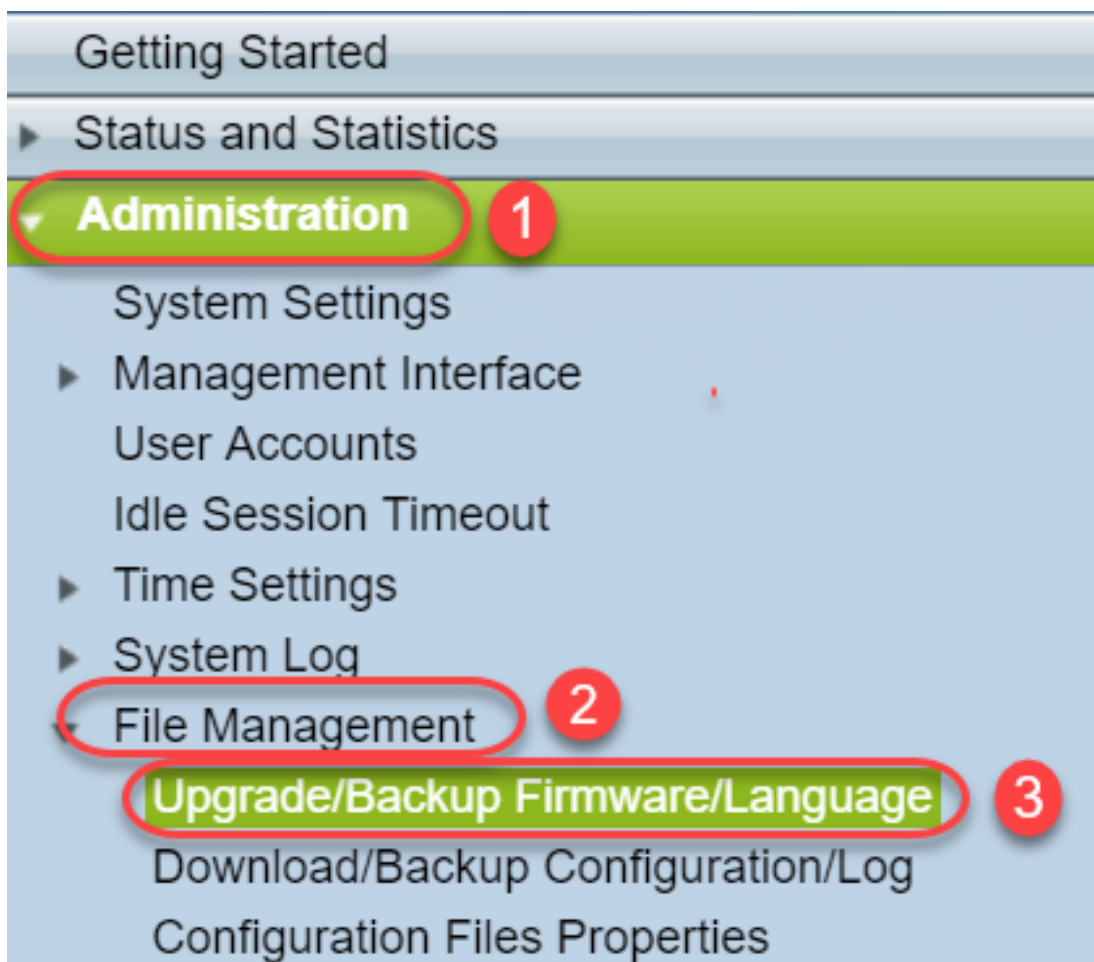 Getting Started
Status and Statistics
Administration 1
System Settings
Management Interface
User Accounts
Idle Session Timeout
Time Settings
System Log
File Management 2
Upgrade/Backup Firmware/Language 3
Download/Backup Configuration/Log
Configuration Files Properties